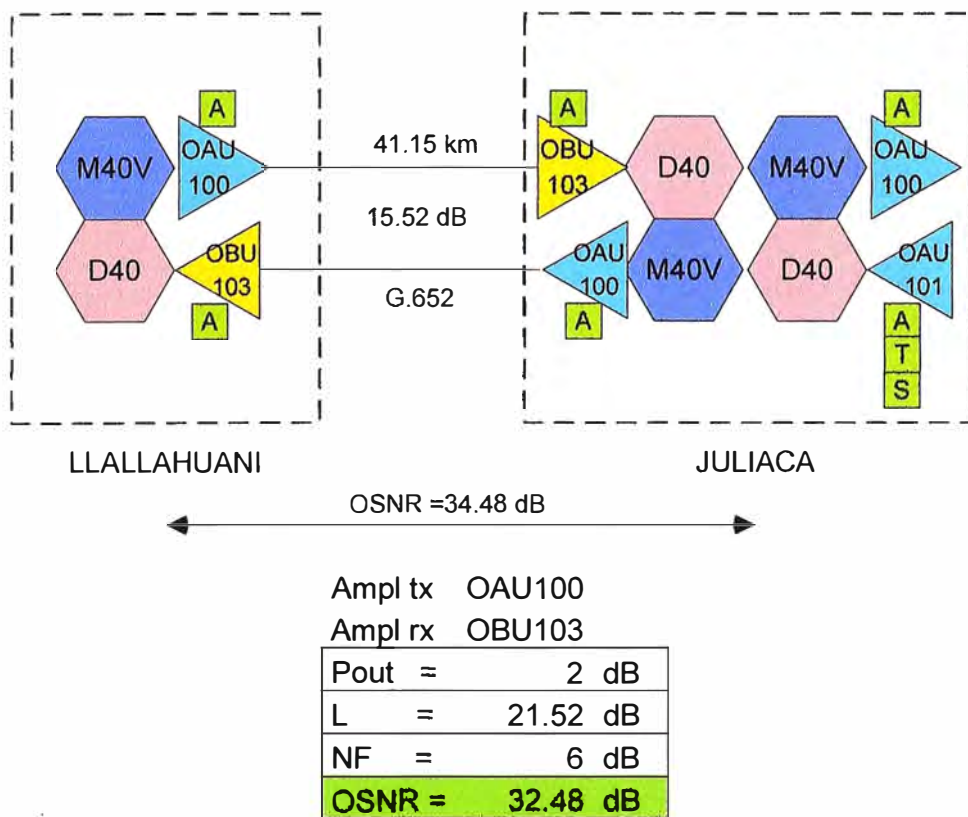 A A A
M40V OAU 100 41.15 km OBU 103 D40 M40V OAU 100
15.52 dB
D40 OBU 103 OAU 100 M40V D40 OAU 101
G.652
A A A
T
S
LLALLAHUANI JULIACA
OSNR =34.48 dB
Ampl tx OAU100
Ampl rx OBU103
Pout = 2 dB
L = 21.52 dB
NF = 6 dB
OSNR = 32.48 dB